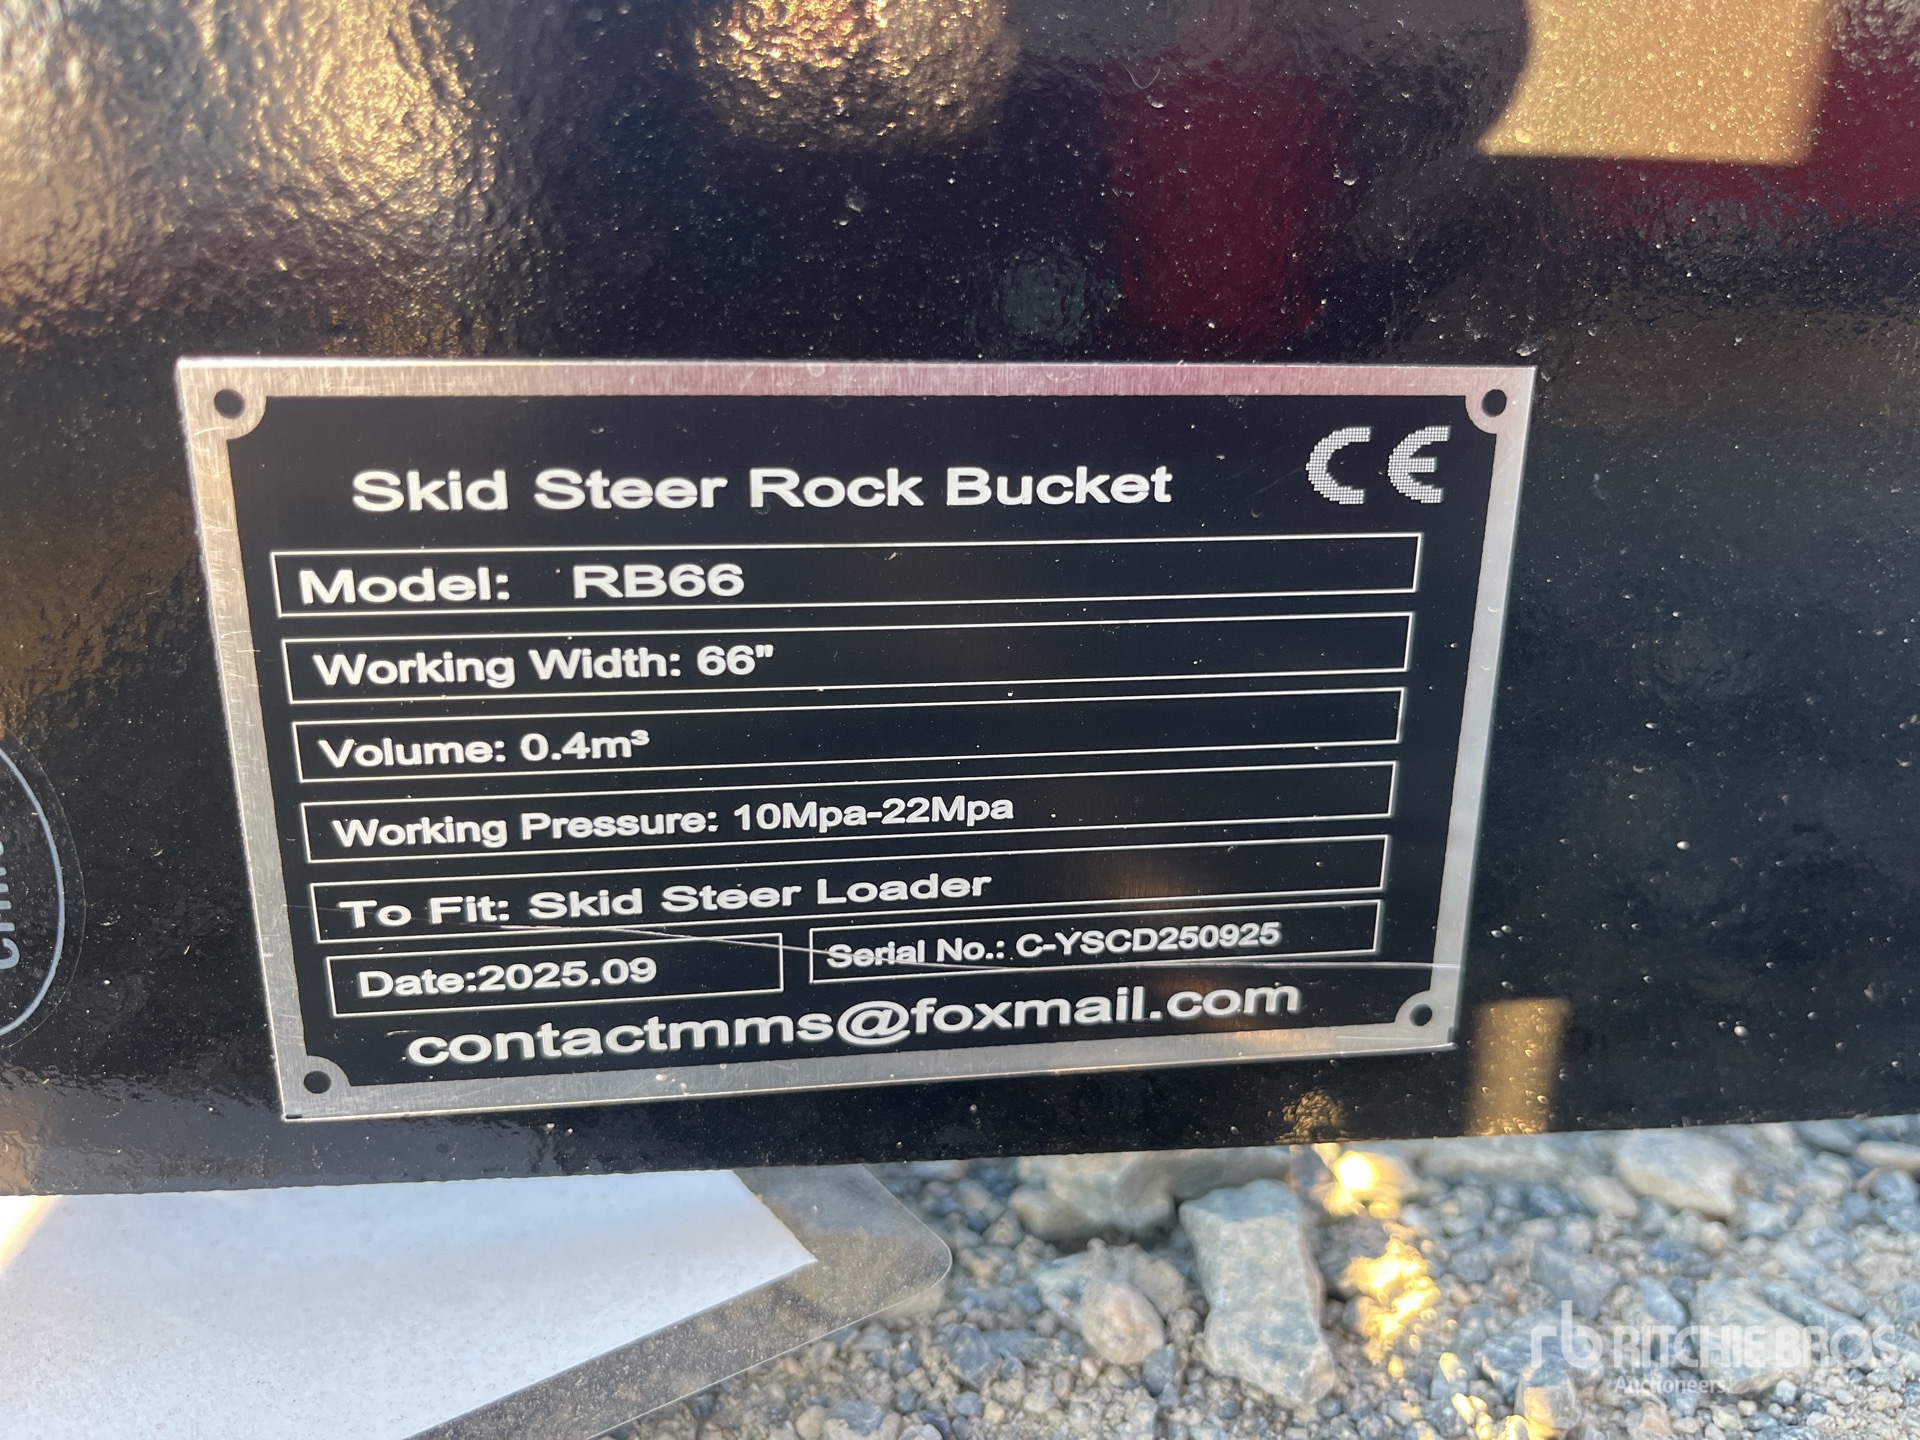 Skid Steer Rock Bucket
CE
Model: RB66
Working Width: 66"
Volume: 0.4m³
Working Pressure: 10Mpa-22Mpa
To Fit: Skid Steer Loader
Date:2025.09
Serial No.: C-YSCD250925
contactmms@foxmail.com
rb RITCHIE BROS
Auctioneers